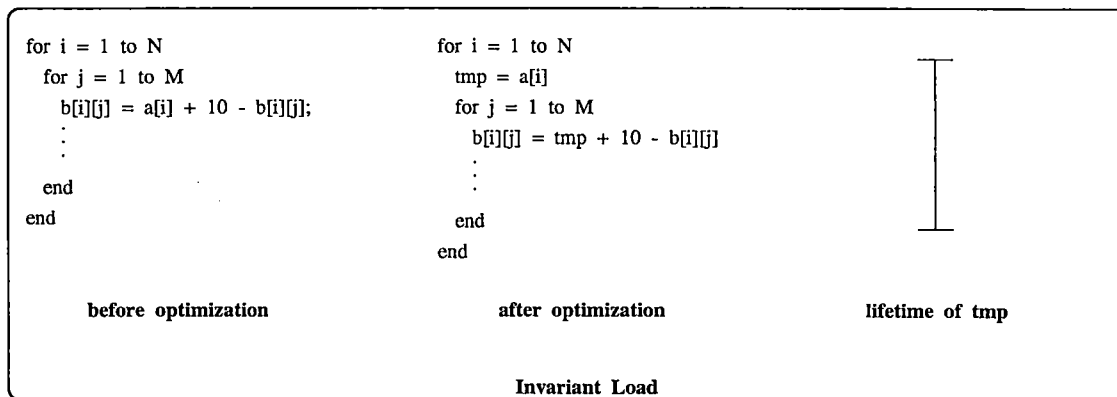 for i = 1 to N
for j = 1 to M
b[i][j] = a[i] + 10 - b[i][j];
.
.
.
end
end
before optimization
for i = 1 to N
tmp = a[i]
for j = 1 to M
b[i][j] = tmp + 10 - b[i][j]
.
.
.
end
end
after optimization
lifetime of tmp
Invariant Load